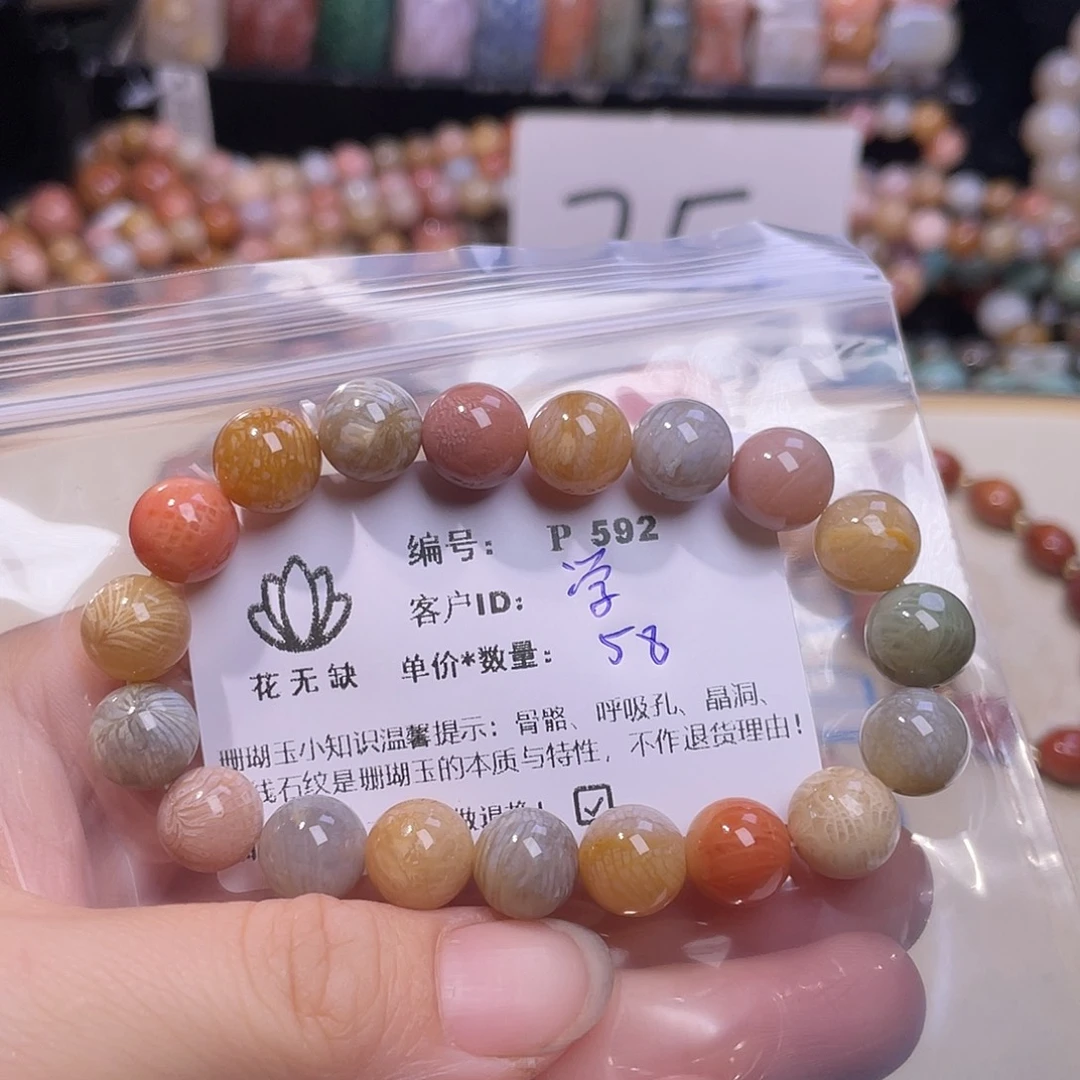 编号: P 592
客户ID: 学
单价*数量: 58
花无缺
珊瑚玉小知识温馨提示: 骨骼、呼吸孔、晶洞、
线石纹是珊瑚玉的本质与特性, 不作退货理由!